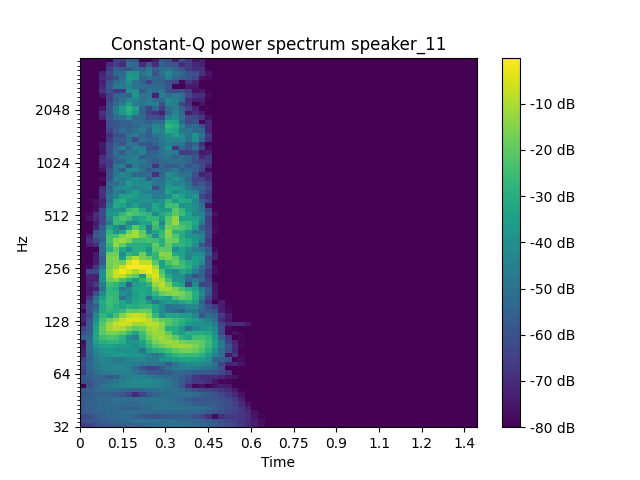 Constant-Q power spectrum speaker_11
Hz
2048
1024
512
256
128
64
32
0 0.15 0.3 0.45 0.6 0.75 0.9 1.1 1.2 1.4
Time
-10 dB
-20 dB
-30 dB
-40 dB
-50 dB
-60 dB
-70 dB
-80 dB